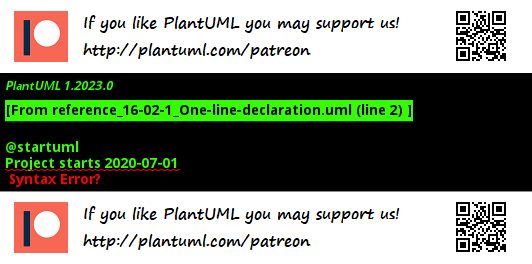 If you like PlantUML you may support us!
http://plantuml.com/patreon
PlantUML 1.2023.0
[From reference_16-02-1_One-line-declaration.uml (line 2) ]
@startuml
Project starts 2020-07-01
Syntax Error?
If you like PlantUML you may support us!
http://plantuml.com/patreon